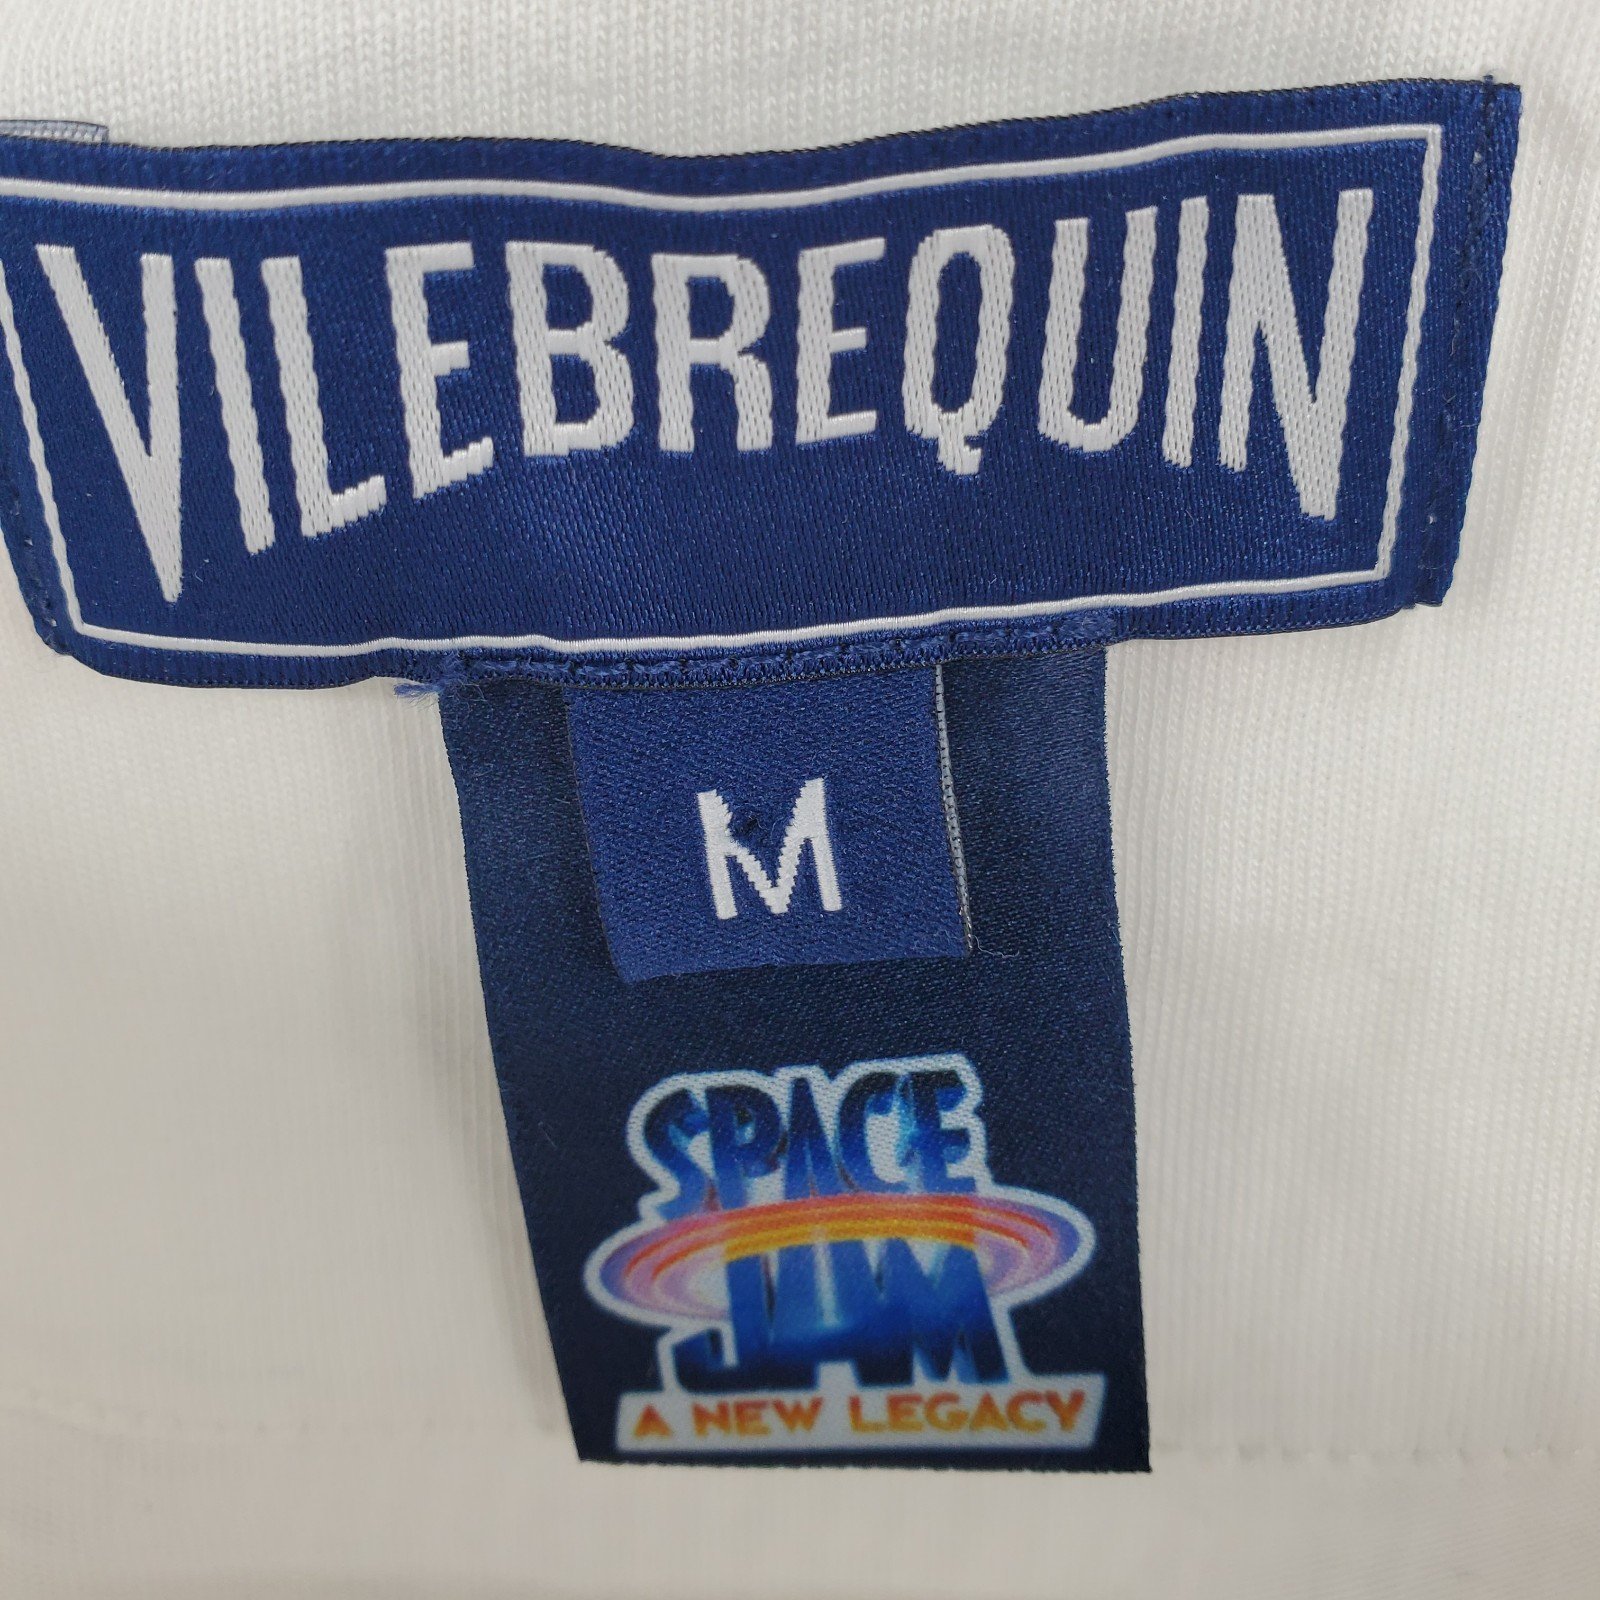 VILEBREQUIN
M
SPACE
JAM
A NEW LEGACY